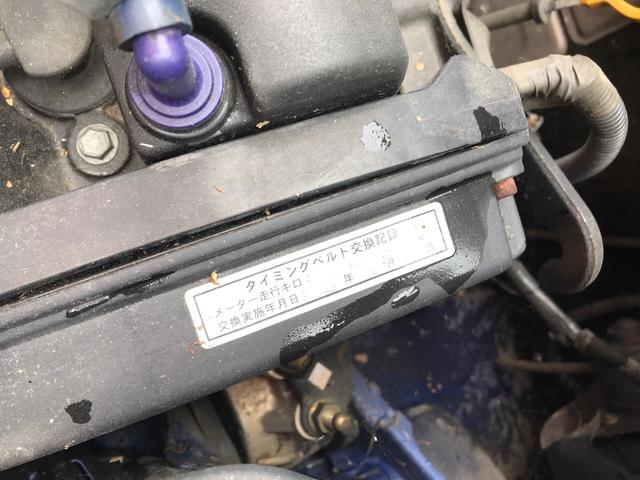 タイミングベルト交換記録
メーター走行キロ:
交換実施年月日: 年 月 日